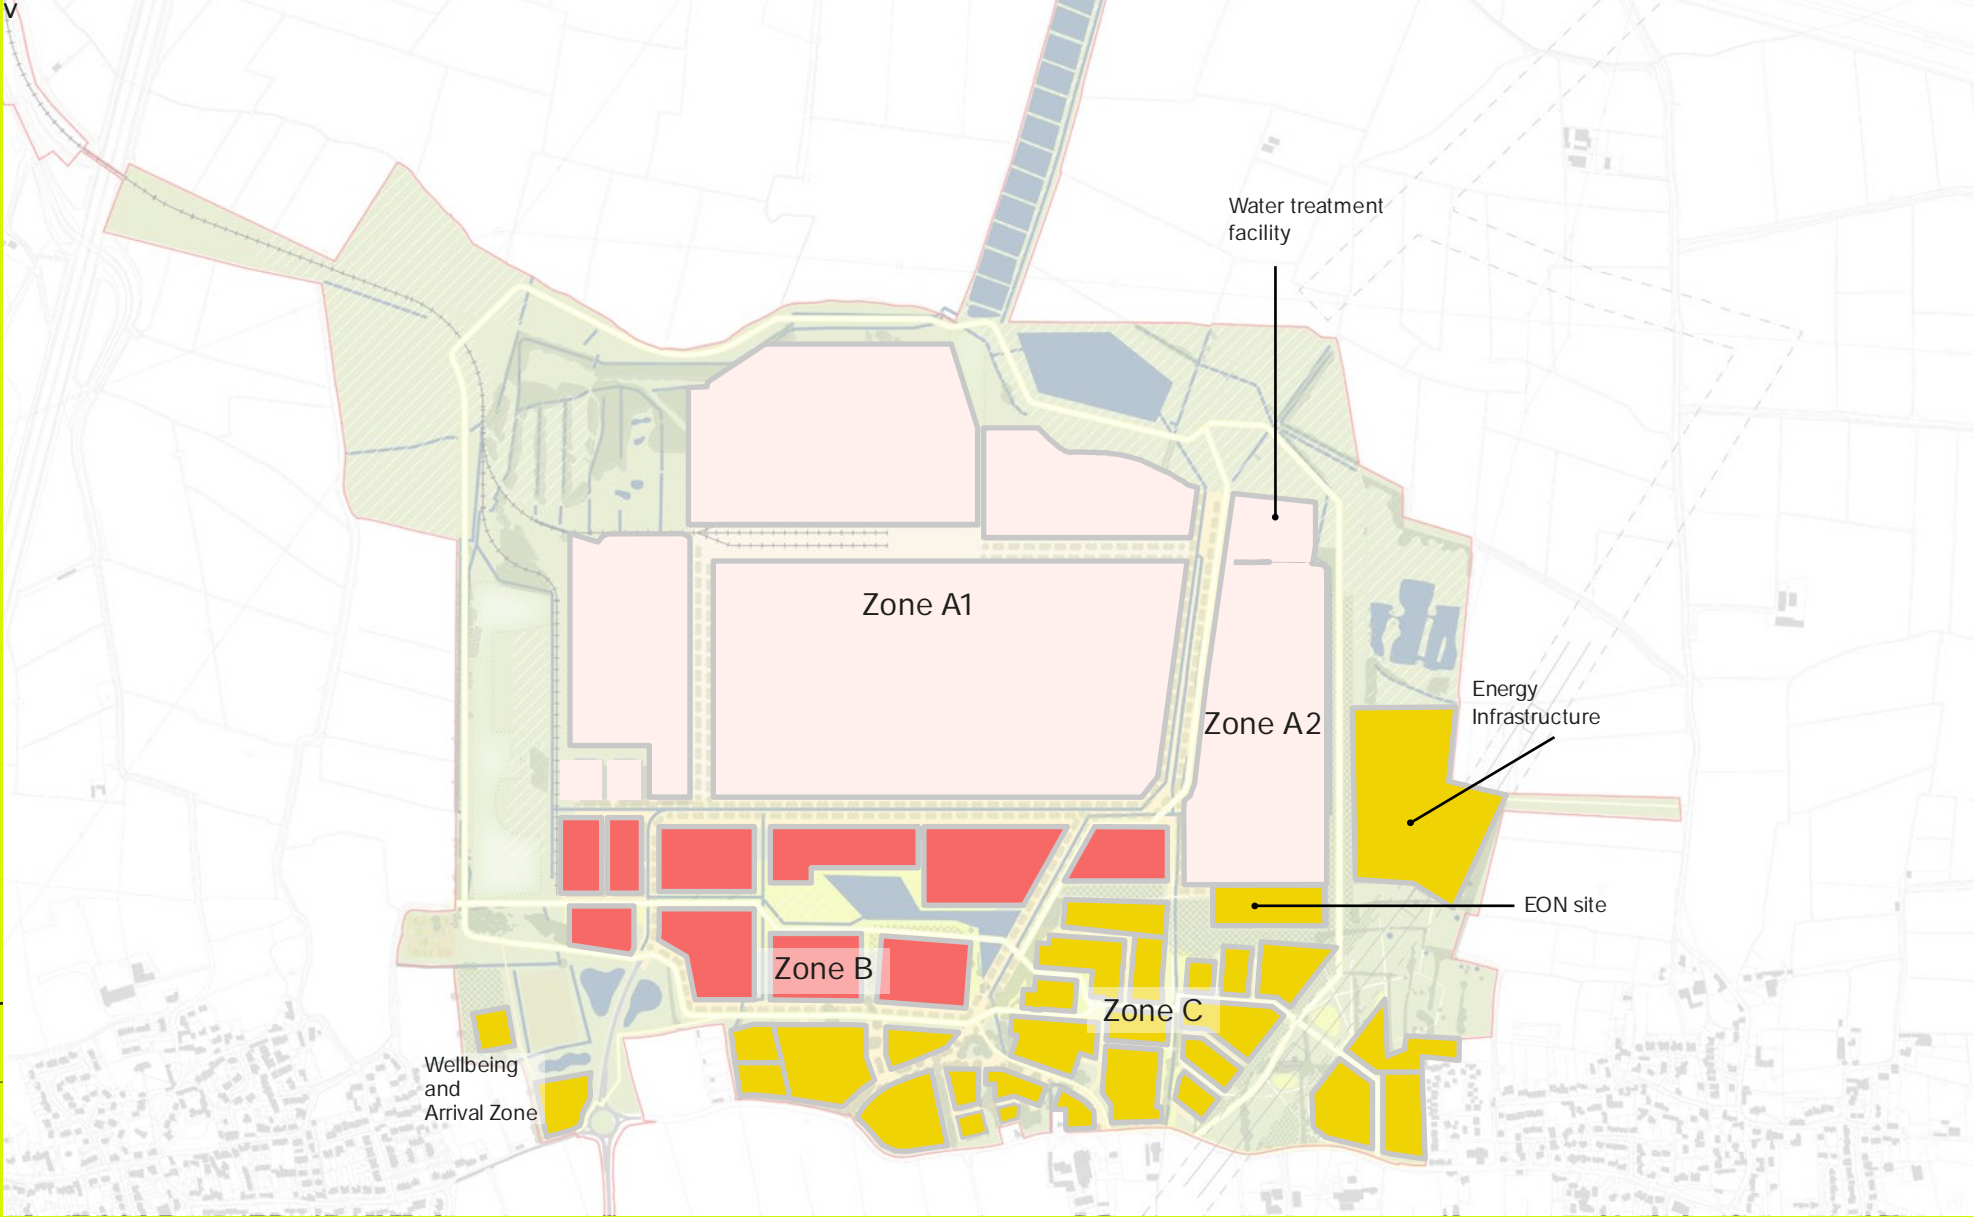 v
Water treatment
facility
Zone A1
Energy
Infrastructure
Zone A2
EON site
Zone B
Zone C
Wellbeing
and
Arrival Zone